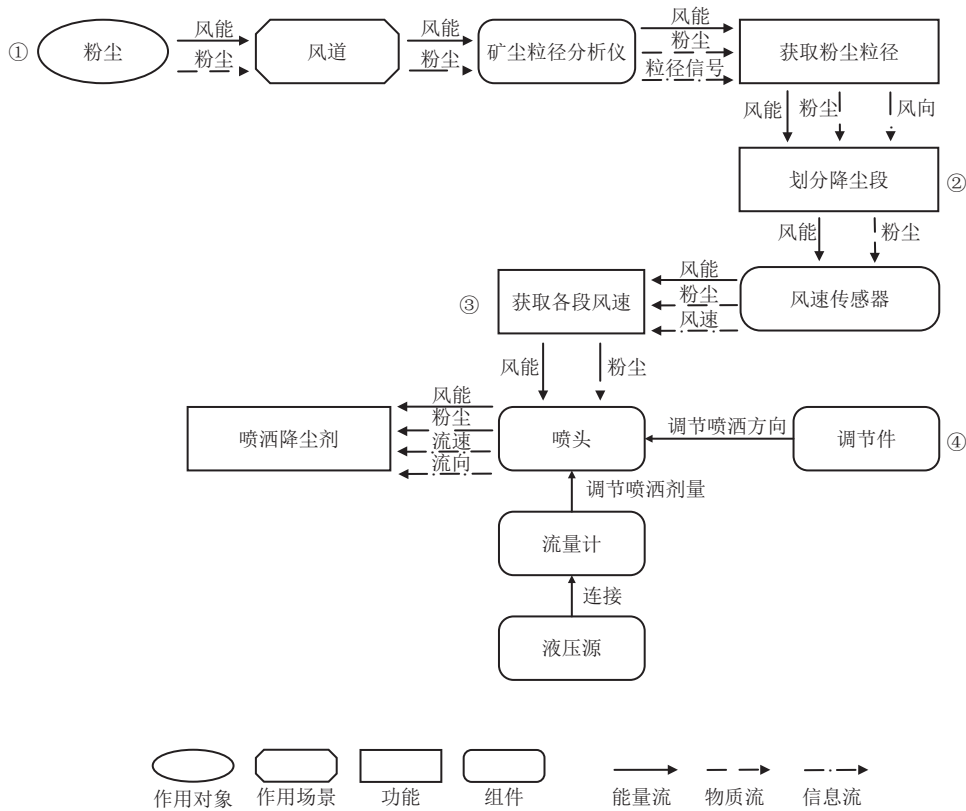 ① 粉尘 风能 粉尘 风道 风能 粉尘 矿尘粒径分析仪 风能 粉尘 粒径信号 获取粉尘粒径
风能 粉尘 风向
划分降尘段 ②
风能 粉尘
③ 获取各段风速 风能 粉尘 风速 风速传感器
风能 粉尘
喷洒降尘剂 风能 粉尘 流速 流向 喷头 调节喷洒方向 调节件 ④
调节喷洒剂量
流量计
连接
液压源
作用对象 作用场景 功能 组件 能量流 物质流 信息流